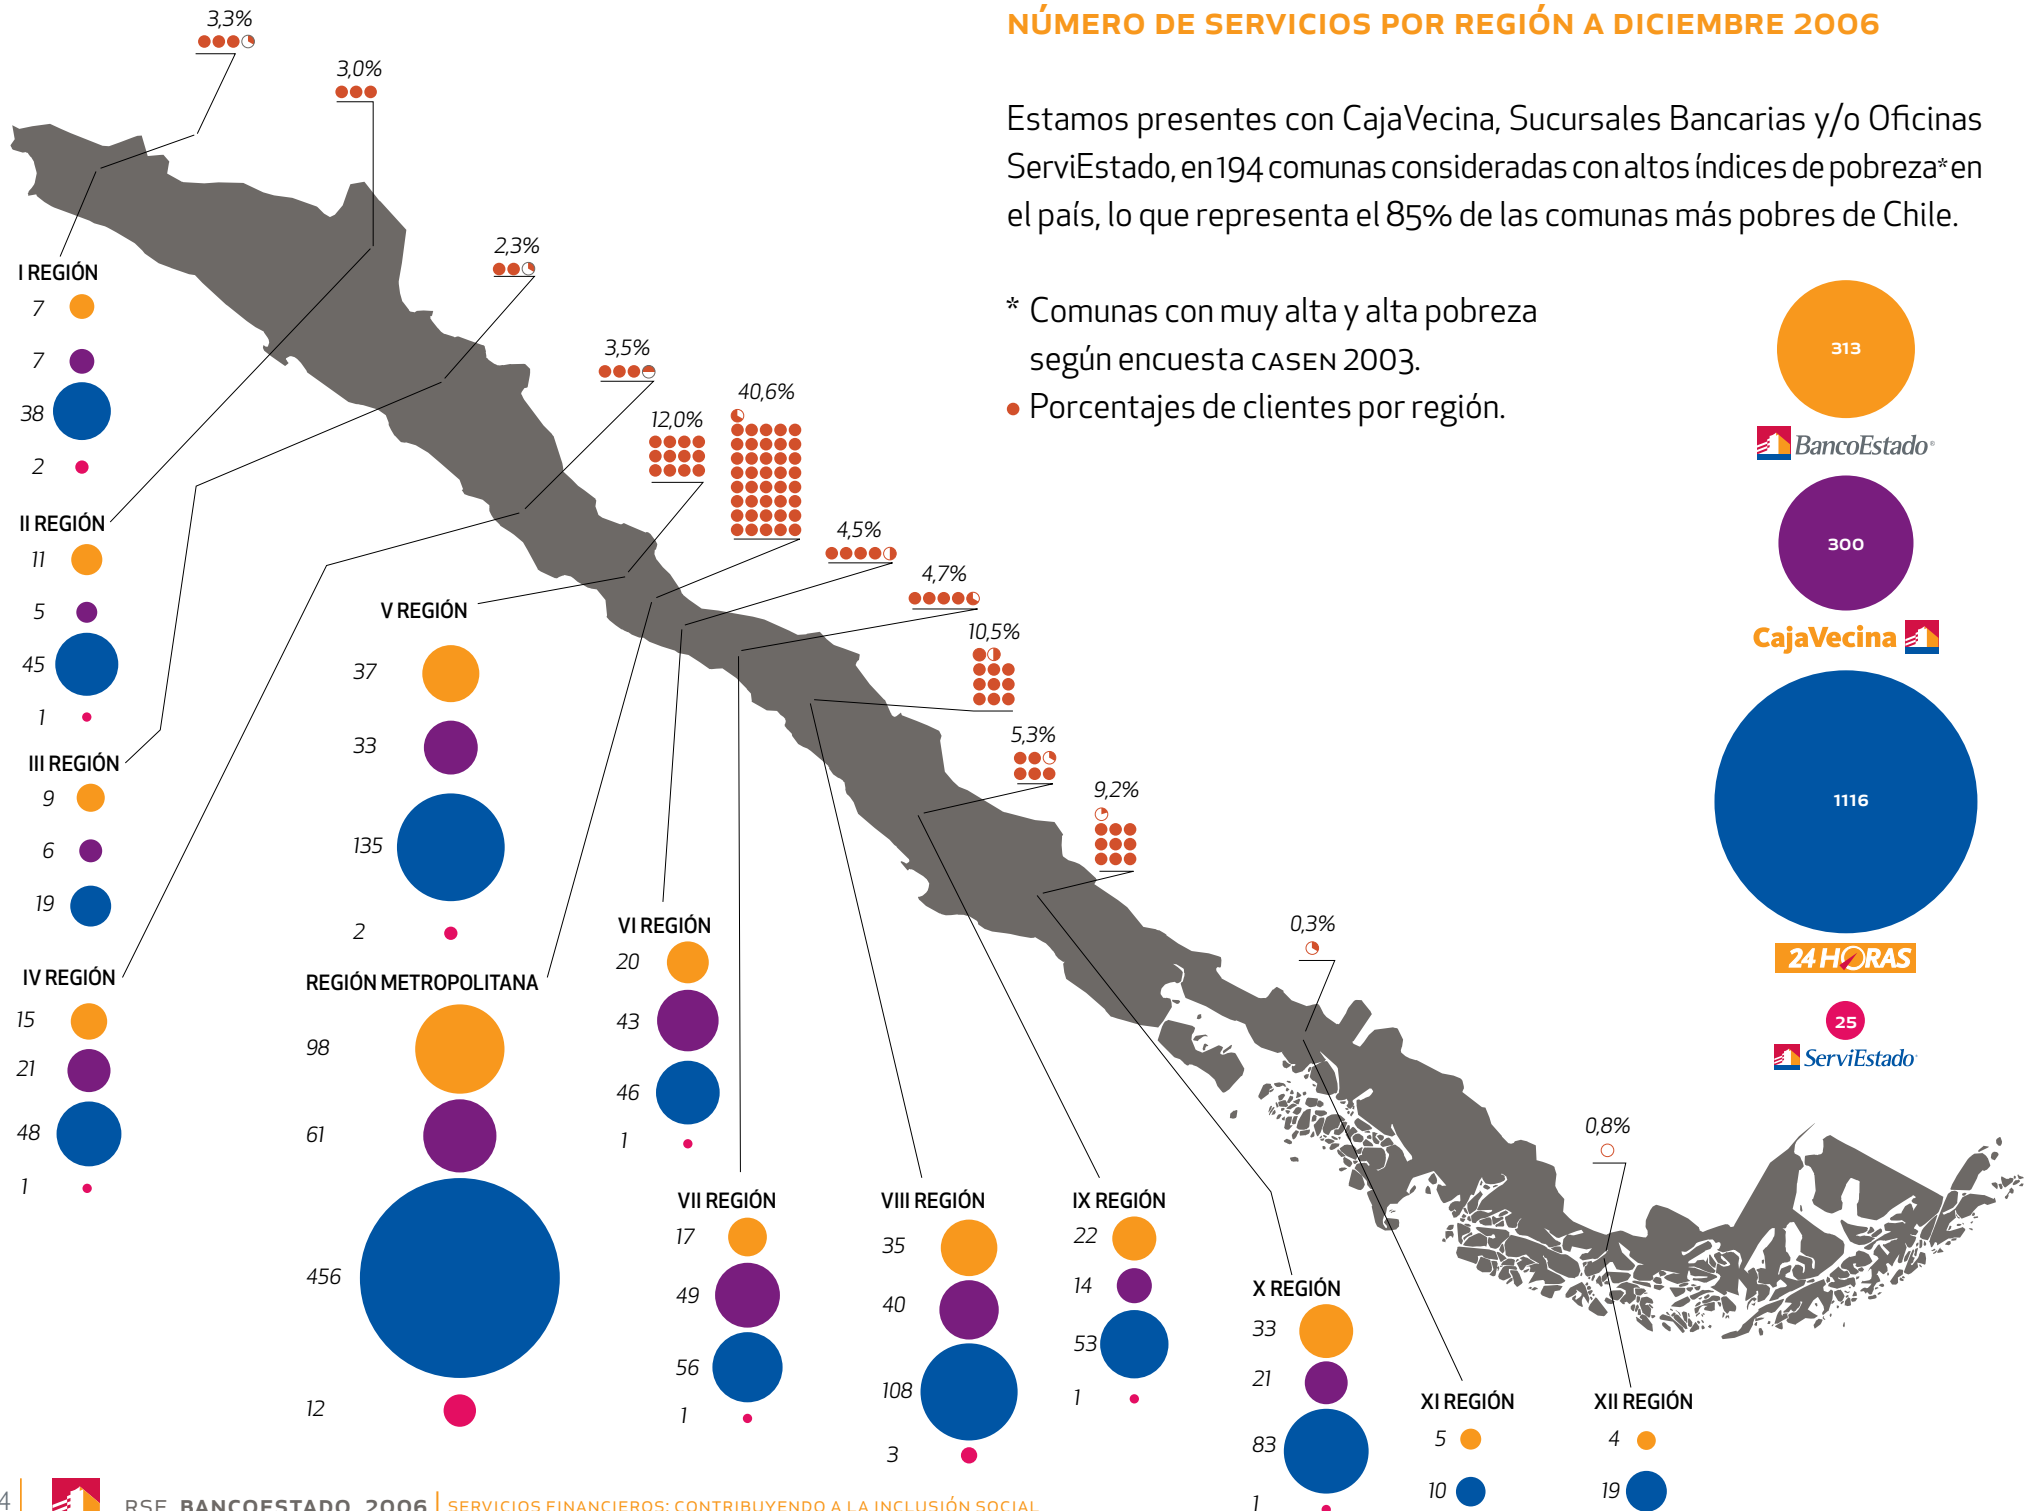 NÚMERO DE SERVICIOS POR REGIÓN A DICIEMBRE 2006
Estamos presentes con CajaVecina, Sucursales Bancarias y/o Oficinas
ServiEstado, en 194 comunas consideradas con altos índices de pobreza* en
el país, lo que representa el 85% de las comunas más pobres de Chile.
* Comunas con muy alta y alta pobreza
según encuesta CASEN 2003.
Porcentajes de clientes por región.
3,3%
3,0%
2,3%
3,5%
12,0%
40,6%
4,5%
4,7%
10,5%
5,3%
9,2%
0,3%
0,8%
I REGIÓN
7
7
38
2
II REGIÓN
11
5
45
1
III REGIÓN
9
6
19
IV REGIÓN
15
21
48
1
V REGIÓN
37
33
135
2
REGIÓN METROPOLITANA
98
61
456
12
VI REGIÓN
20
43
46
1
VII REGIÓN
17
49
56
1
VIII REGIÓN
35
40
108
3
IX REGIÓN
22
14
53
1
X REGIÓN
33
21
83
1
XI REGIÓN
5
10
XII REGIÓN
4
19
313
BancoEstado®
300
CajaVecina
1116
24 HORAS
25
ServiEstado
4
RSE BANCOESTADO 2006 SERVICIOS FINANCIEROS: CONTRIBUYENDO A LA INCLUSIÓN SOCIAL